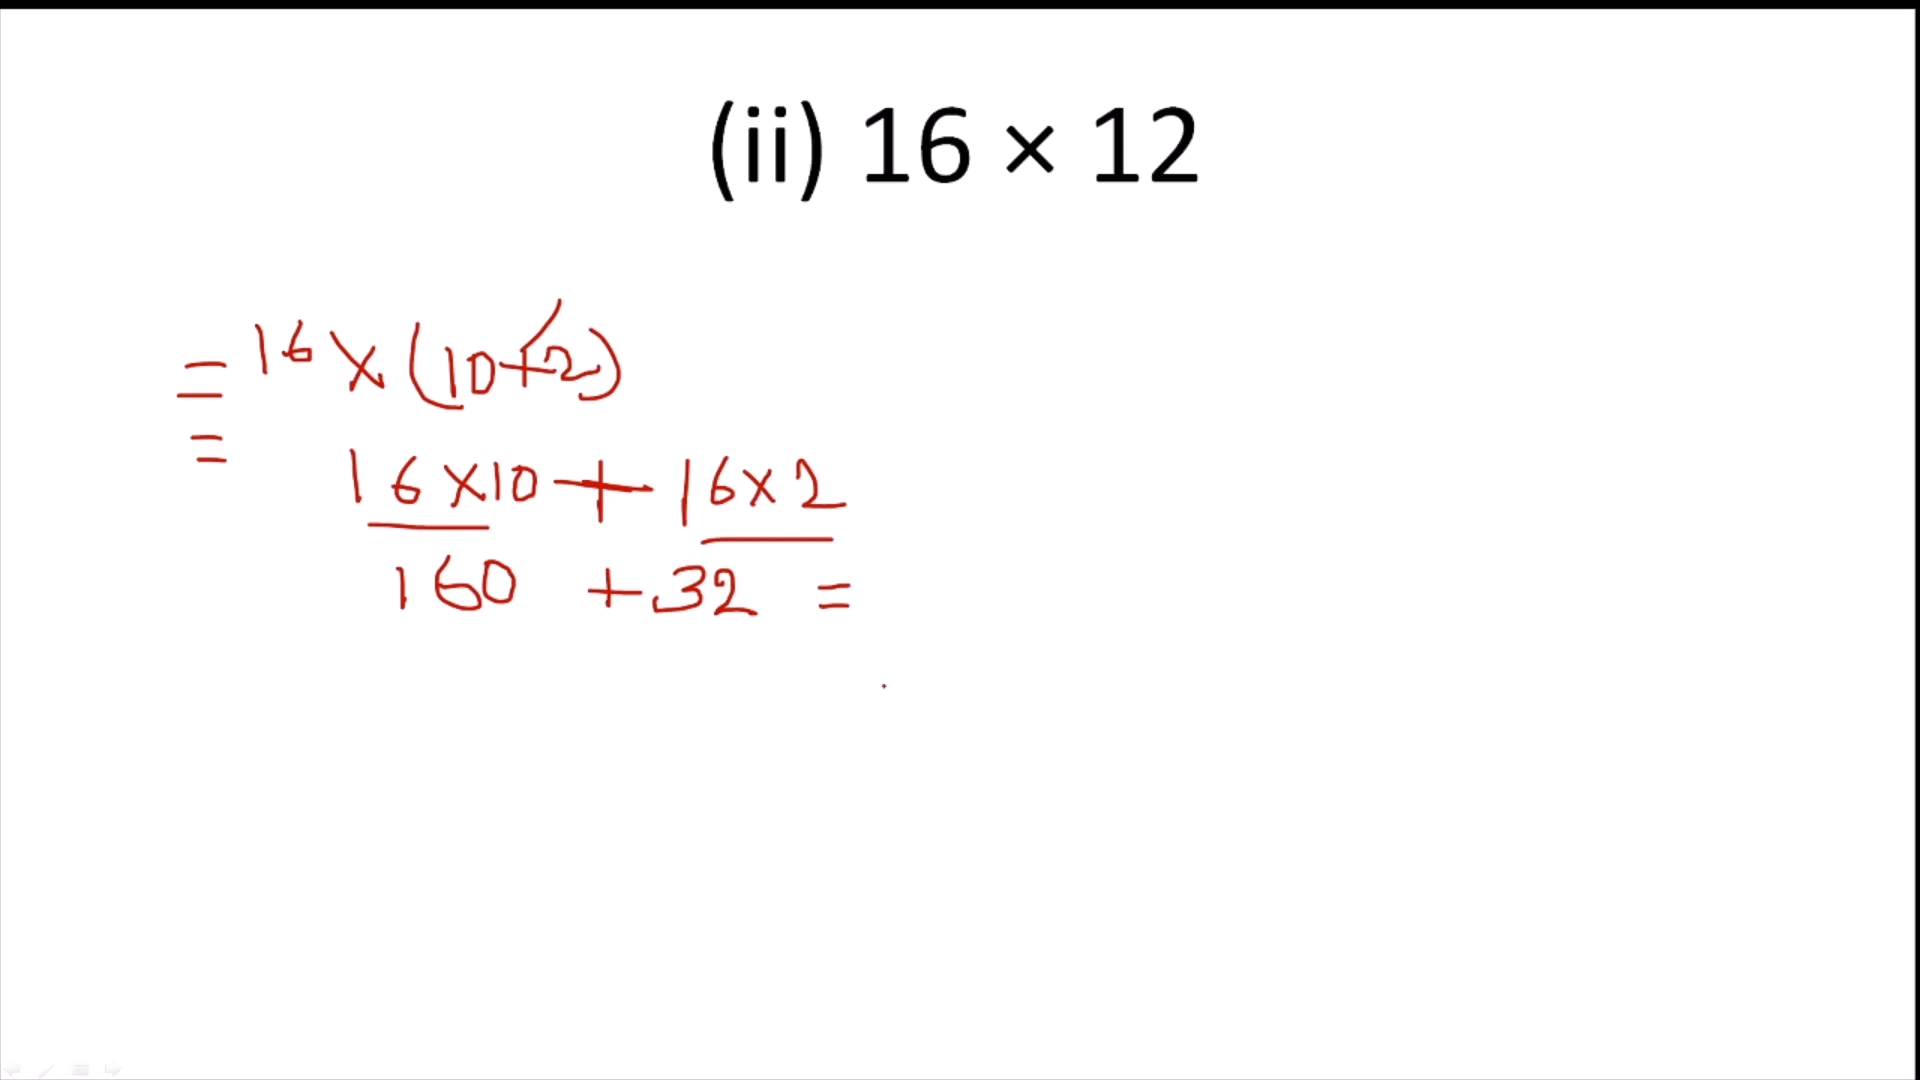 (ii) 16 × 12
= 16 × (10+2)
= 16 × 10 + 16 × 2
160 + 32 =